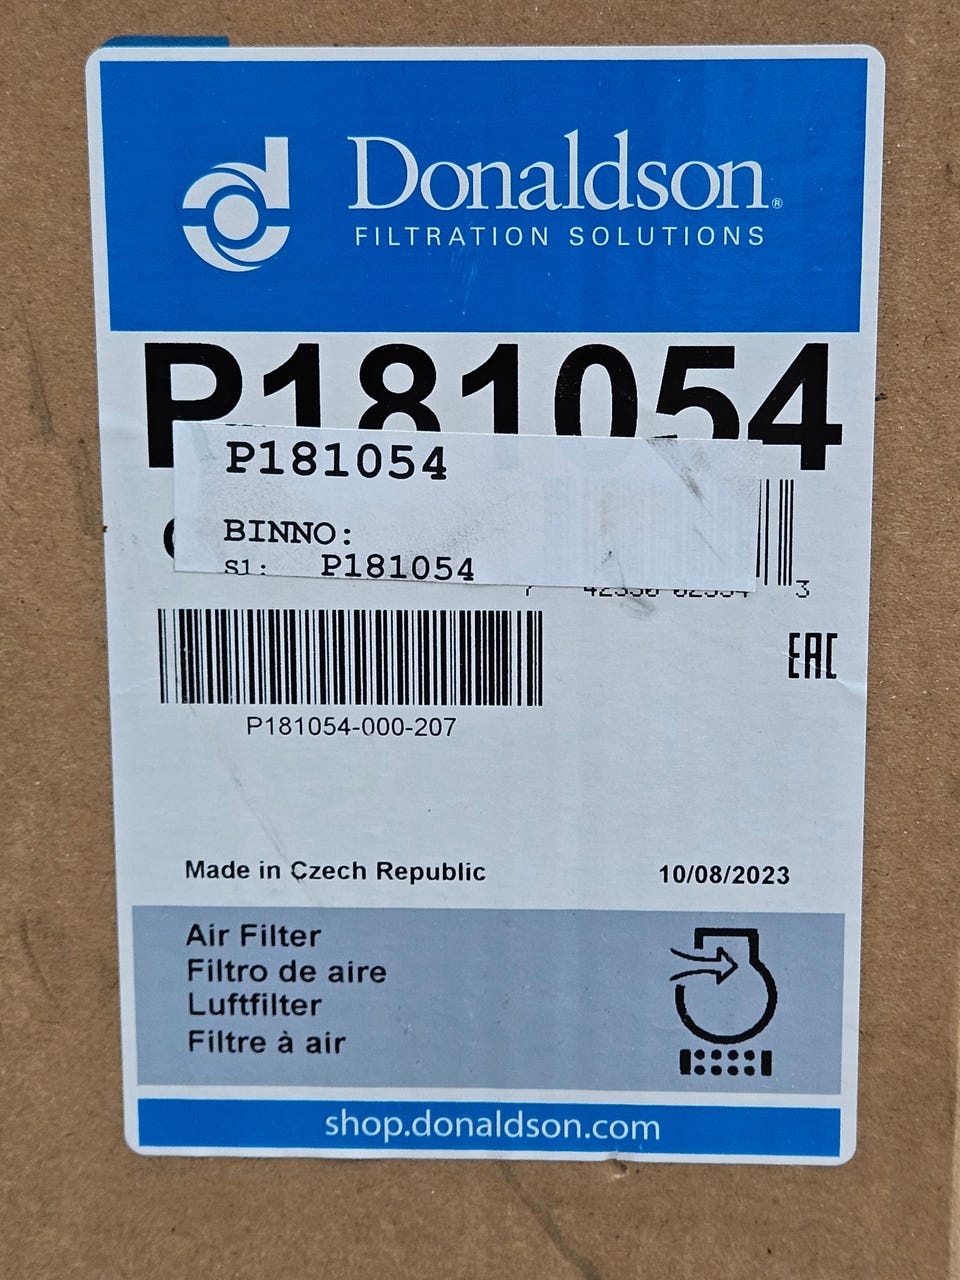 Donaldson®
FILTRATION SOLUTIONS
P181054
P181054
BINNO:
S1: P181054
3
EAC
P181054-000-207
Made in Czech Republic
10/08/2023
Air Filter
Filtro de aire
Luftfilter
Filtre à air
shop.donaldson.com